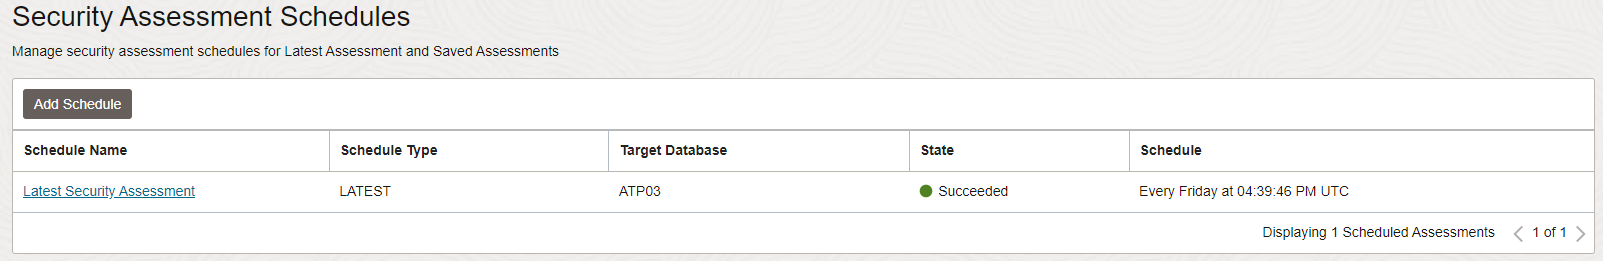 Security Assessment Schedules
Manage security assessment schedules for Latest Assessment and Saved Assessments
Add Schedule
Schedule Name Schedule Type Target Database State Schedule
Latest Security Assessment LATEST ATP03 Succeeded Every Friday at 04:39:46 PM UTC
Displaying 1 Scheduled Assessments 1 of 1